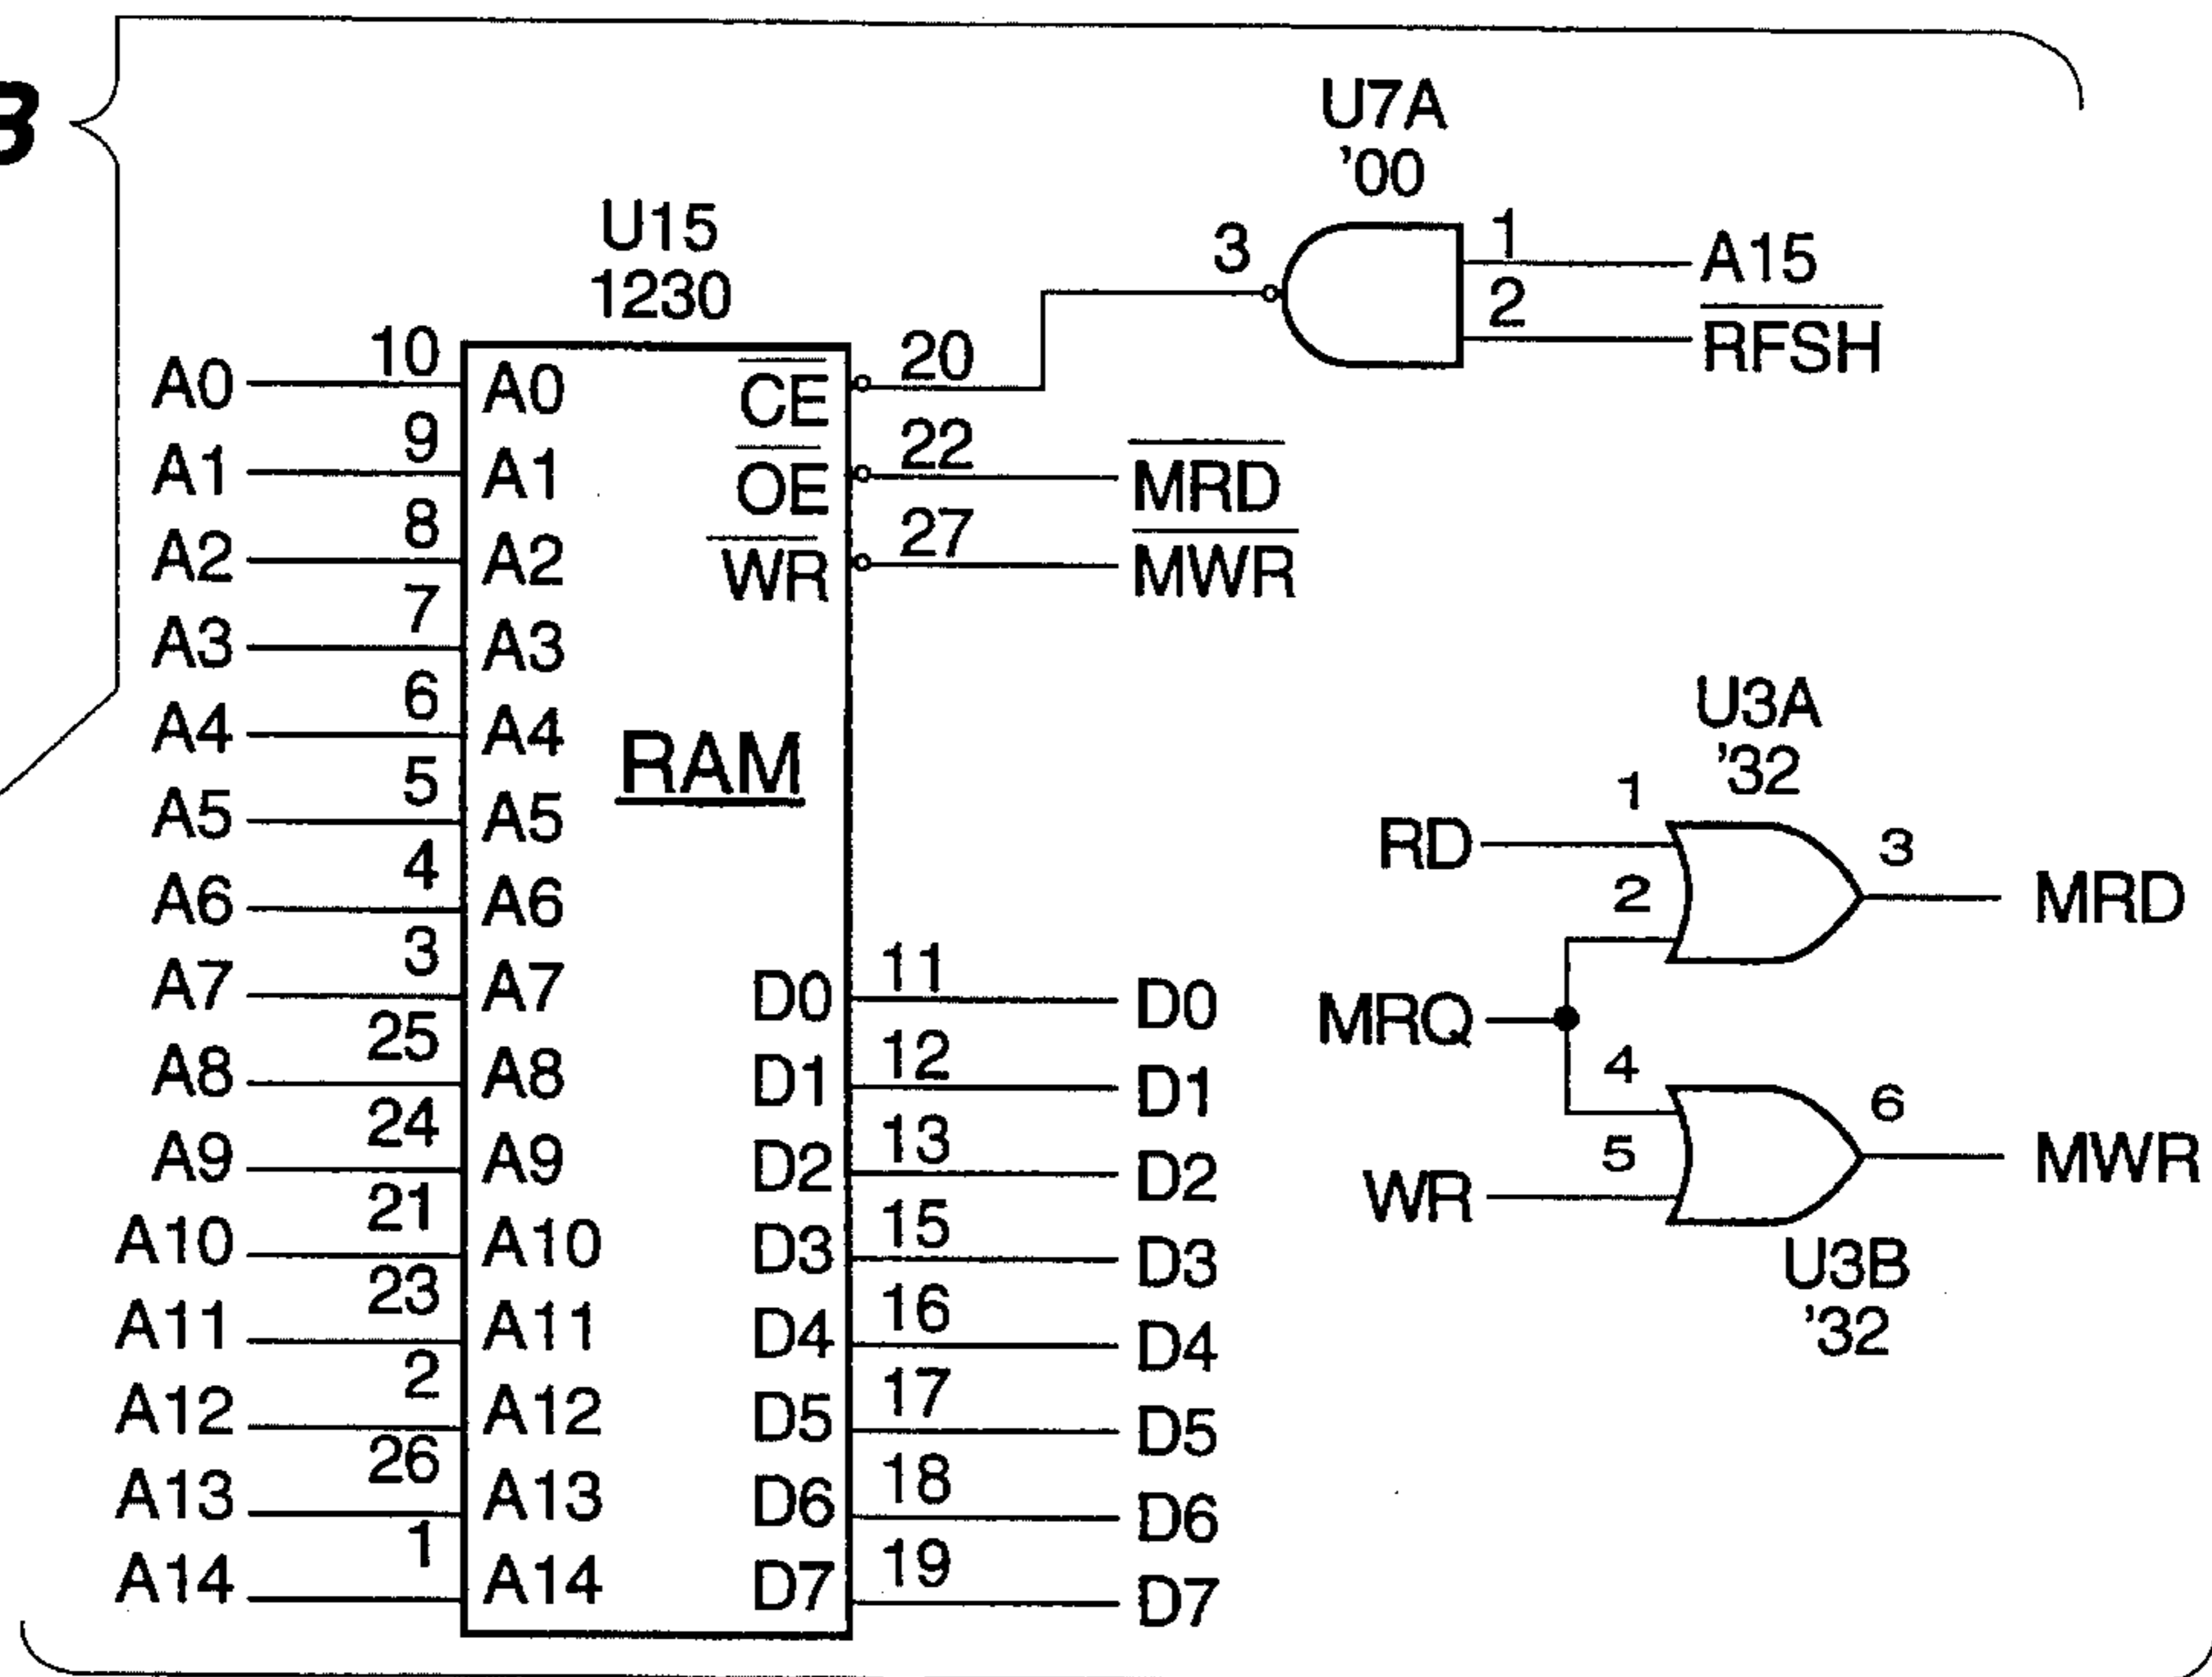 B
U7A
'00
3
1
A15
2
RFSH
U15
1230
A0 10 A0 CE 20
A1 9 A1 OE 22 MRD
A2 8 A2 WR 27 MWR
A3 7 A3
A4 6 A4
RAM
A5 5 A5
A6 4 A6
A7 3 A7 D0 11 D0
A8 25 A8 D1 12 D1
A9 24 A9 D2 13 D2
A10 21 A10 D3 15 D3
A11 23 A11 D4 16 D4
A12 2 A12 D5 17 D5
A13 26 A13 D6 18 D6
A14 1 A14 D7 19 D7
U3A
'32
RD 1 3 MRD
2
MRQ
4
WR 5 6 MWR
U3B
'32